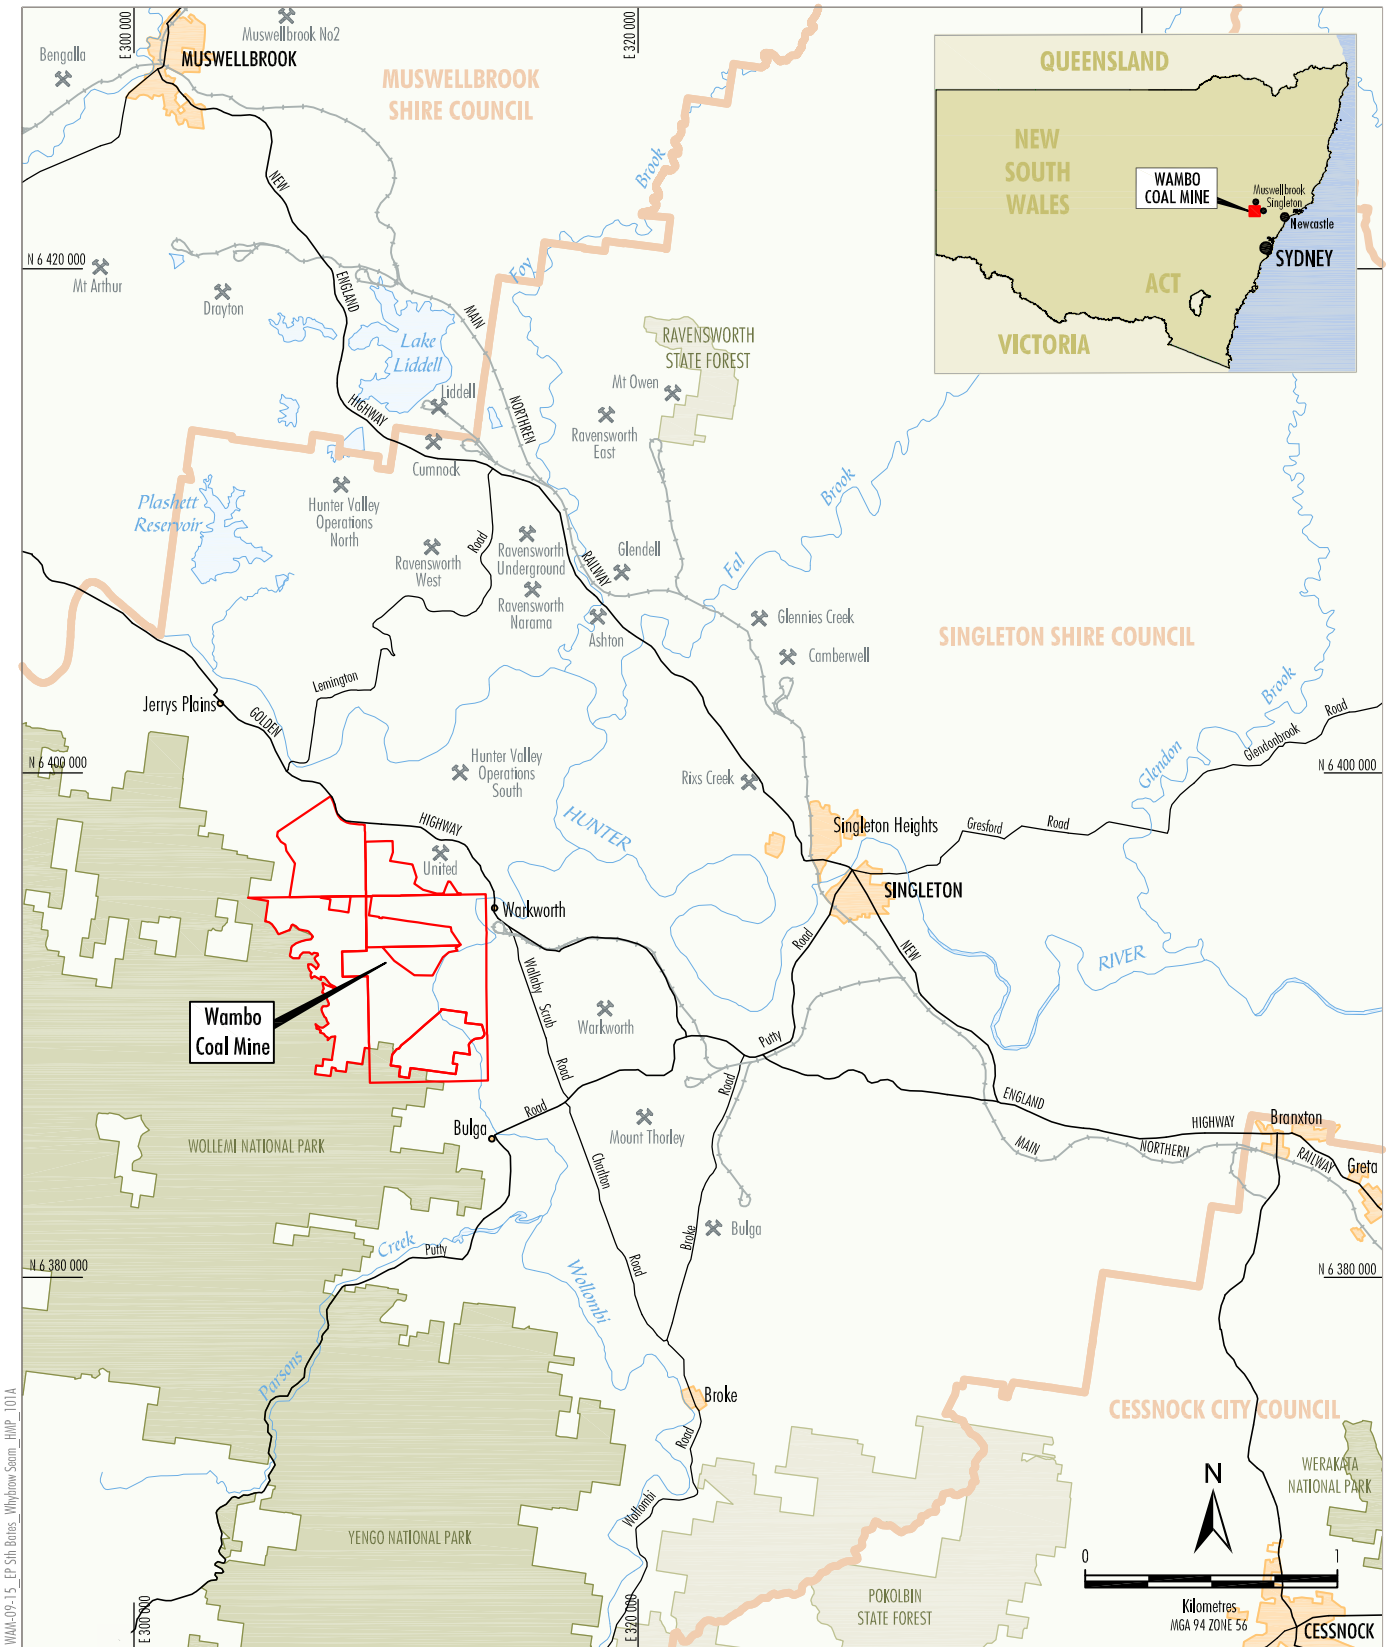 E 300 000
E 320 000
Muswellbrook No2
Bengalla
MUSWELLBROOK
MUSWELLBROOK
SHIRE COUNCIL
QUEENSLAND
NEW
SOUTH
WALES
WAMBO
COAL MINE
Muswellbrook
Singleton
Newcastle
SYDNEY
ACT
VICTORIA
Brook
Foy
NEW
ENGLAND
HIGHWAY
MAIN
NORTHREN
RAILWAY
N 6 420 000
Mt Arthur
Drayton
Lake
Liddell
RAVENSWORTH
STATE FOREST
Mt Owen
Liddell
Ravensworth
East
Cumnock
Plashett
Reservoir
Hunter Valley
Operations
North
Brook
Fal
Road
Ravensworth
West
Ravensworth
Underground
Ravensworth
Narama
Glendell
Ashton
Glennies Creek
Camberwell
SINGLETON SHIRE COUNCIL
Lemington
Jerrys Plains
GOLDEN
HIGHWAY
Brook
Glendon
Road
Glendonbrook
N 6 400 000
N 6 400 000
Hunter Valley
Operations
South
Rixs Creek
HUNTER
Singleton Heights
Gresford
Road
United
SINGLETON
Warkworth
Road
NEW
RIVER
Wallaby
Scrub
Road
Wambo
Coal Mine
Warkworth
Putty
Road
ENGLAND
HIGHWAY
Road
Bulga
Mount Thorley
MAIN
NORTHERN
RAILWAY
Branxton
Greta
WOLLEMI NATIONAL PARK
Charlton
Road
Broke
Bulga
Creek
Putty
Wollombi
N 6 380 000
N 6 380 000
Parsons
Broke
Road
Wollombi
CESSNOCK CITY COUNCIL
WERAKATA
NATIONAL PARK
N
YENGO NATIONAL PARK
POKOLBIN
STATE FOREST
0
1
Kilometres
MGA 94 ZONE 56
CESSNOCK
E 300 000
E 320 000
WAM-09-15_EP Sth Bates_Whybrow Seam_HMP_101A